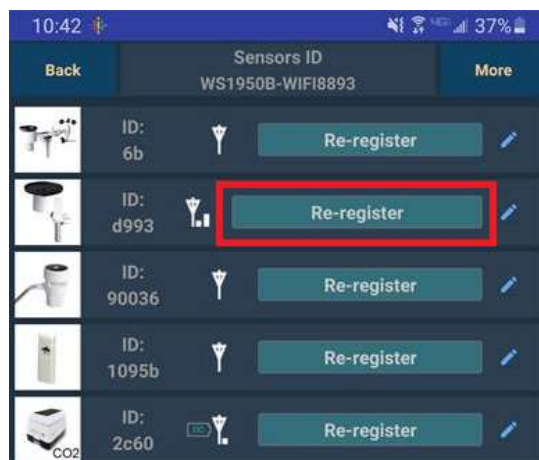 10:42 37%
Back Sensors ID More
WS1950B-WIFI8893
ID:
6b Re-register
ID:
d993 Re-register
ID:
90036 Re-register
ID:
1095b Re-register
ID:
2c60 Re-register
CO2